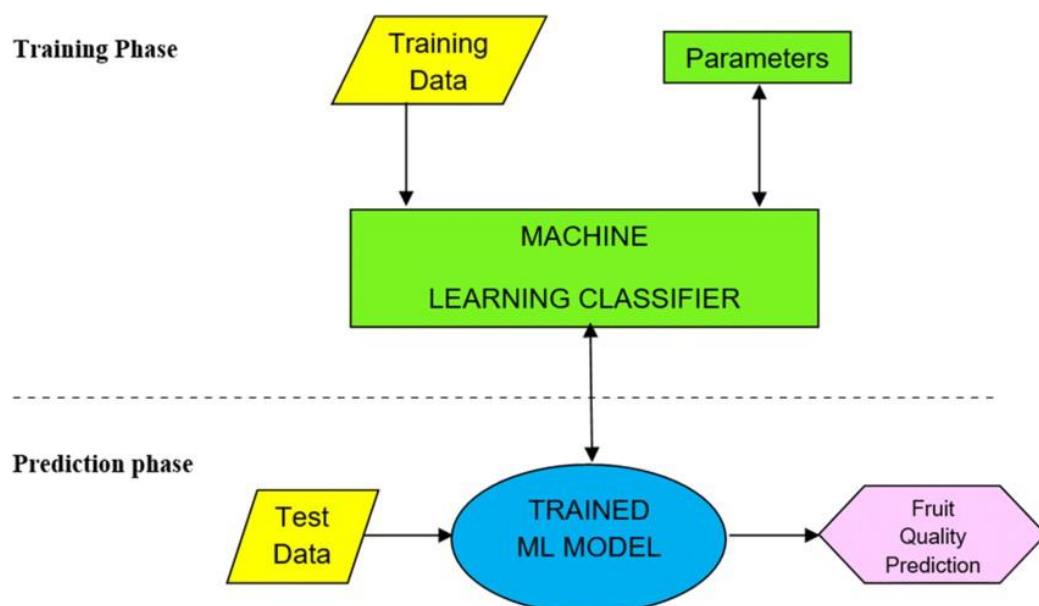 Training Phase
Training
Data
Parameters
MACHINE
LEARNING CLASSIFIER
Prediction phase
Test
Data
TRAINED
ML MODEL
Fruit
Quality
Prediction